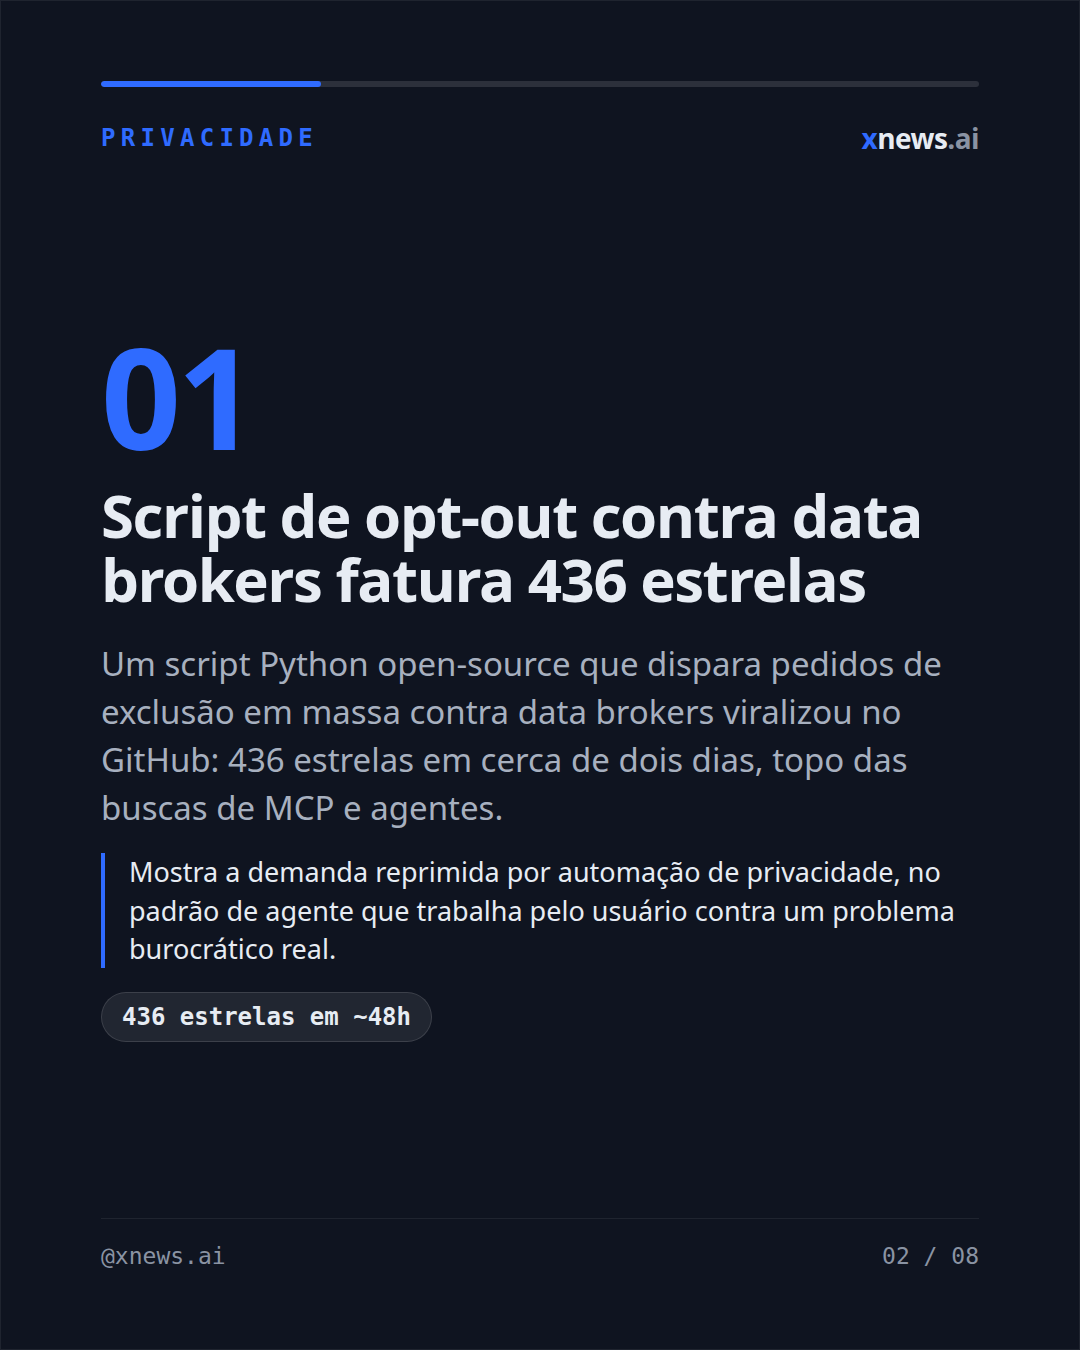 PRIVACIDADE
xnews.ai
01
Script de opt-out contra data
brokers fatura 436 estrelas
Um script Python open-source que dispara pedidos de
exclusão em massa contra data brokers viralizou no
GitHub: 436 estrelas em cerca de dois dias, topo das
buscas de MCP e agentes.
Mostra a demanda reprimida por automação de privacidade, no
padrão de agente que trabalha pelo usuário contra um problema
burocrático real.
436 estrelas em ~48h
@xnews.ai
02 / 08